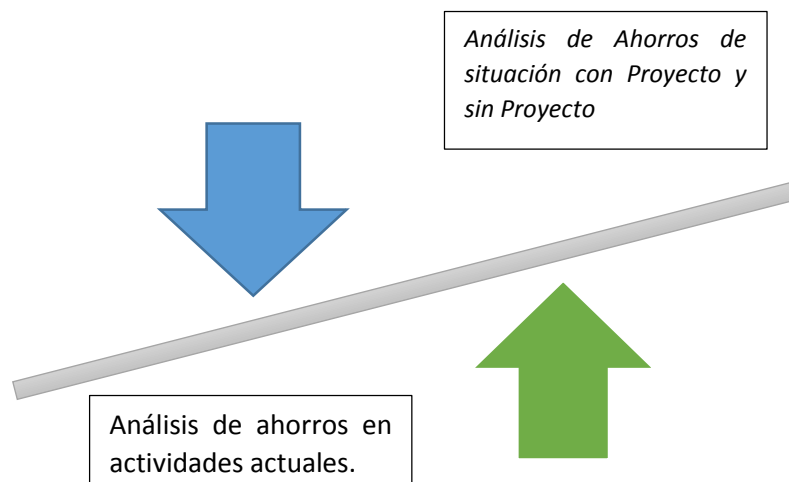 Análisis de Ahorros de
situación con Proyecto y
sin Proyecto
Análisis de ahorros en
actividades actuales.